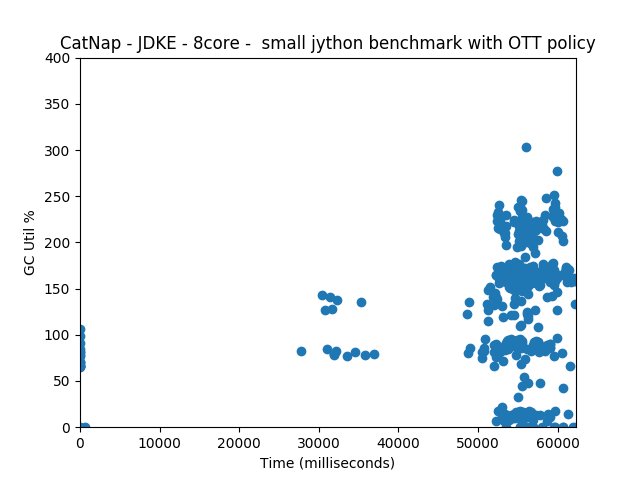 CatNap - JDKE - 8core -  small jython benchmark with OTT policy
400
350
300
250
200
150
100
50
0
GC Util %
0 10000 20000 30000 40000 50000 60000
Time (milliseconds)